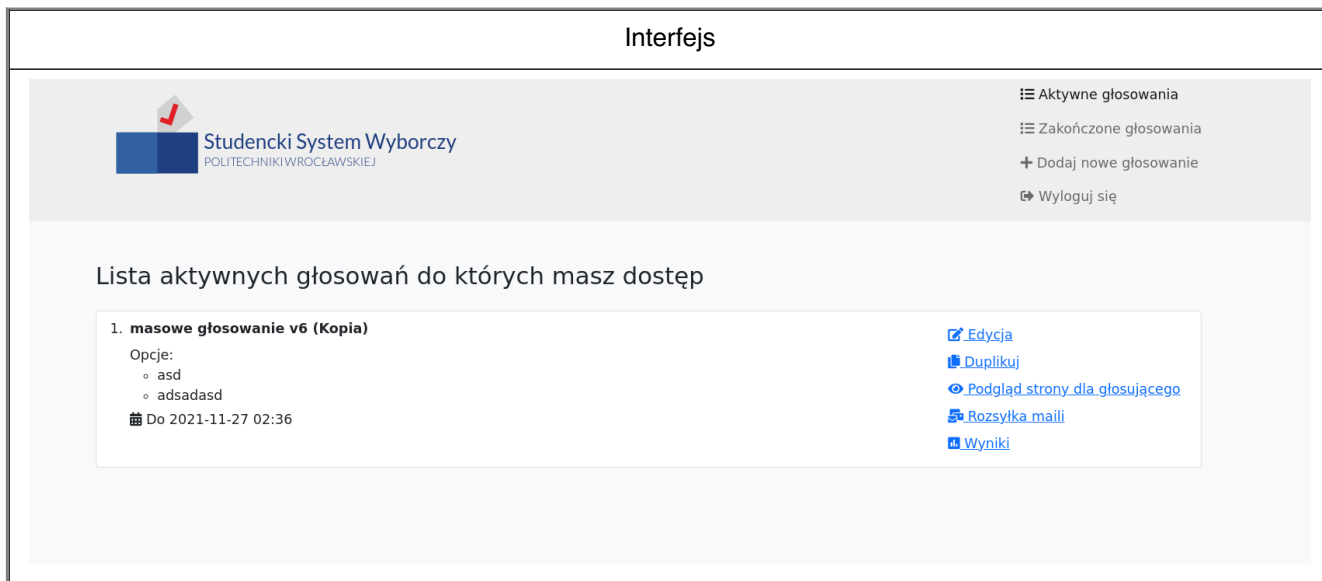 Interfejs
Studencki System Wyborczy
POLITECHNIKI WROCŁAWSKIEJ
Aktywne głosowania
Zakończone głosowania
Dodaj nowe głosowanie
Wyloguj się
Lista aktywnych głosowań do których masz dostęp
1. masowe głosowanie v6 (Kopia)
Opcje:
asd
adsadasd
Do 2021-11-27 02:36
Edycja
Duplikuj
Podgląd strony dla głosującego
Rozsyłka maili
Wyniki